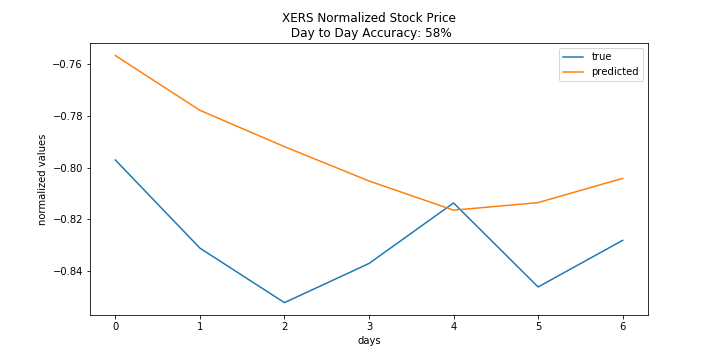 XERS Normalized Stock Price
Day to Day Accuracy: 58%
true
predicted
normalized values
−0.76
−0.78
−0.80
−0.82
−0.84
0 1 2 3 4 5 6
days